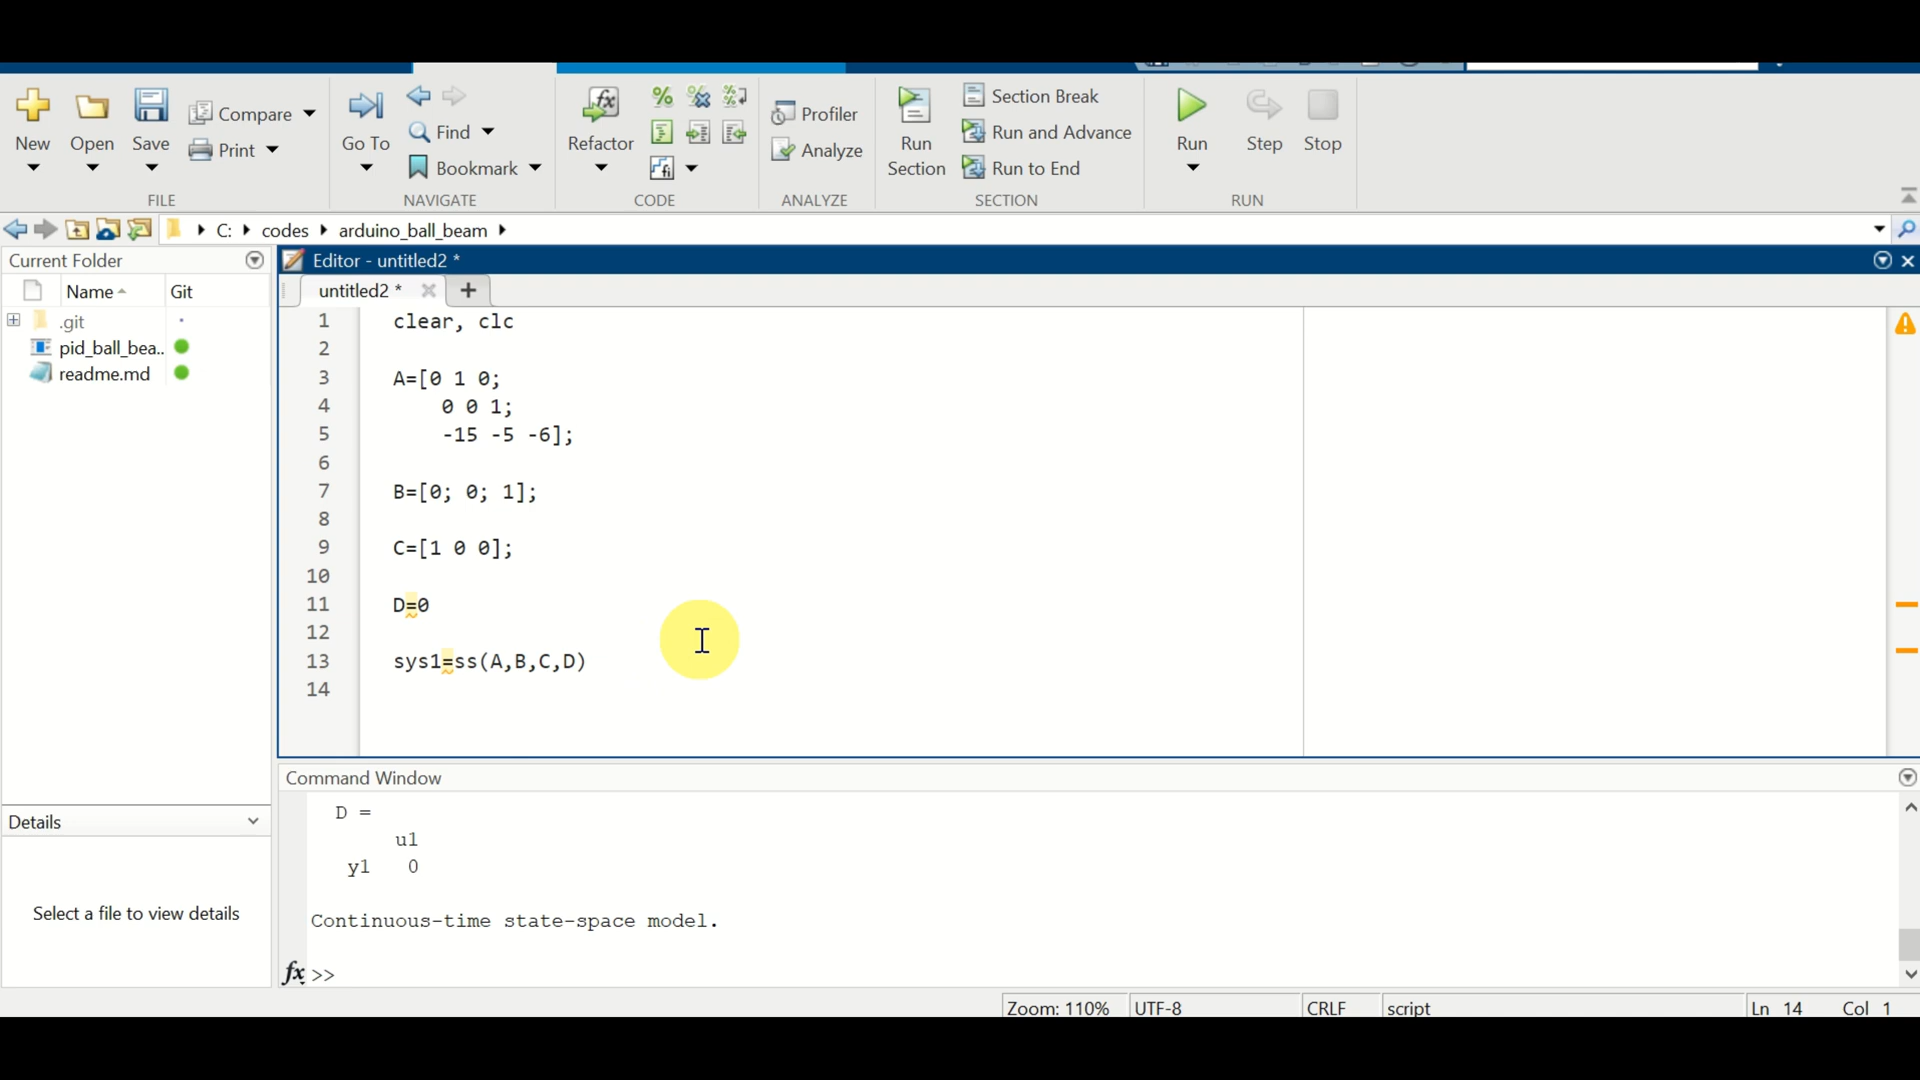 New Open Save Compare Print
FILE
Go To Find Bookmark
NAVIGATE
Refactor
CODE
Profiler
Analyze
ANALYZE
Run Section
Section Break
Run and Advance
Run to End
SECTION
Run Step Stop
RUN
C: codes arduino_ball_beam
Current Folder
Name Git
.git
pid_ball_bea..
readme.md
Details
Select a file to view details
Editor - untitled2 *
untitled2 *
1 clear, clc
2
3 A=[0 1 0;
4 0 0 1;
5 -15 -5 -6];
6
7 B=[0; 0; 1];
8
9 C=[1 0 0];
10
11 D=0
12
13 sys1=ss(A,B,C,D)
14
Command Window
D =
u1
y1 0
Continuous-time state-space model.
fx >>
Zoom: 110% UTF-8 CRLF script Ln 14 Col 1